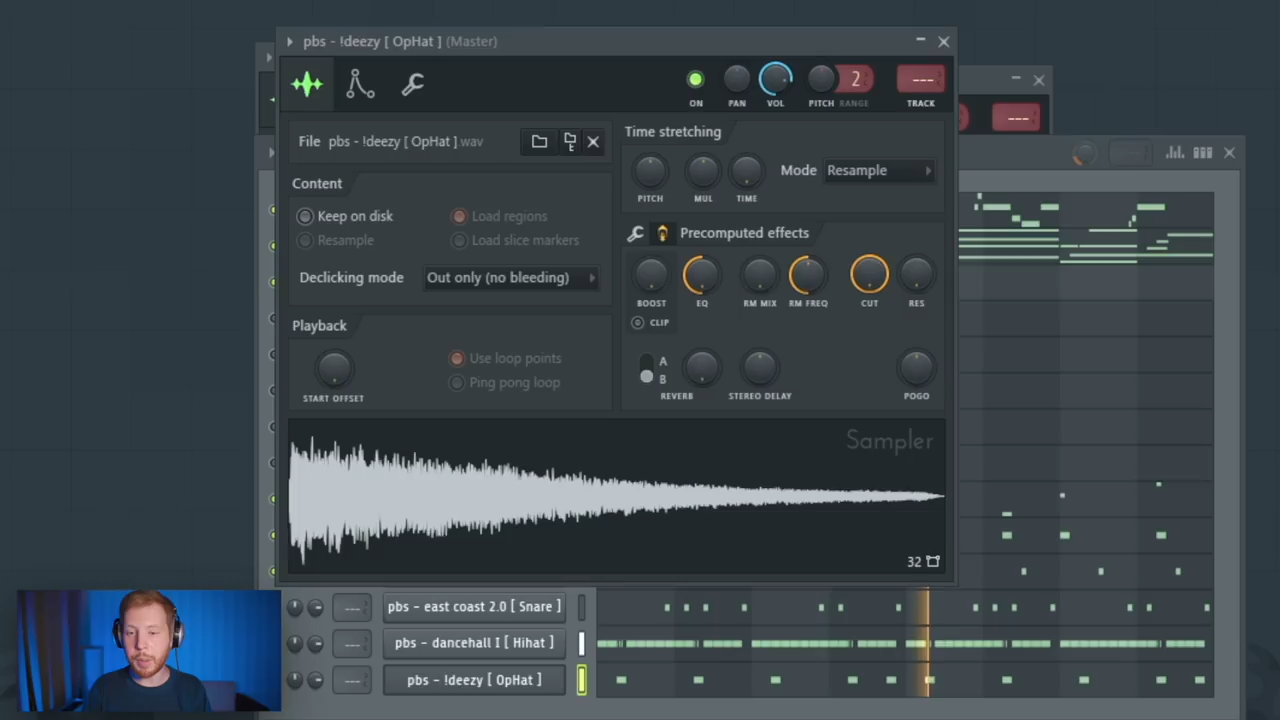 pbs - !deezy [ OpHat ] (Master)
ON
PAN
VOL
PITCH
RANGE
2
---
TRACK
File pbs - !deezy [ OpHat ].wav
Content
Keep on disk
Load regions
Resample
Load slice markers
Declicking mode
Out only (no bleeding)
Playback
START OFFSET
Use loop points
Ping pong loop
Time stretching
PITCH
MUL
TIME
Mode
Resample
Precomputed effects
BOOST
EQ
RM MIX
RM FREQ
CUT
RES
CLIP
A
B
REVERB
STEREO DELAY
POGO
Sampler
32
---
---
--- pbs - east coast 2.0 [ Snare ]
--- pbs - dancehall I [ Hihat ]
--- pbs - !deezy [ OpHat ]